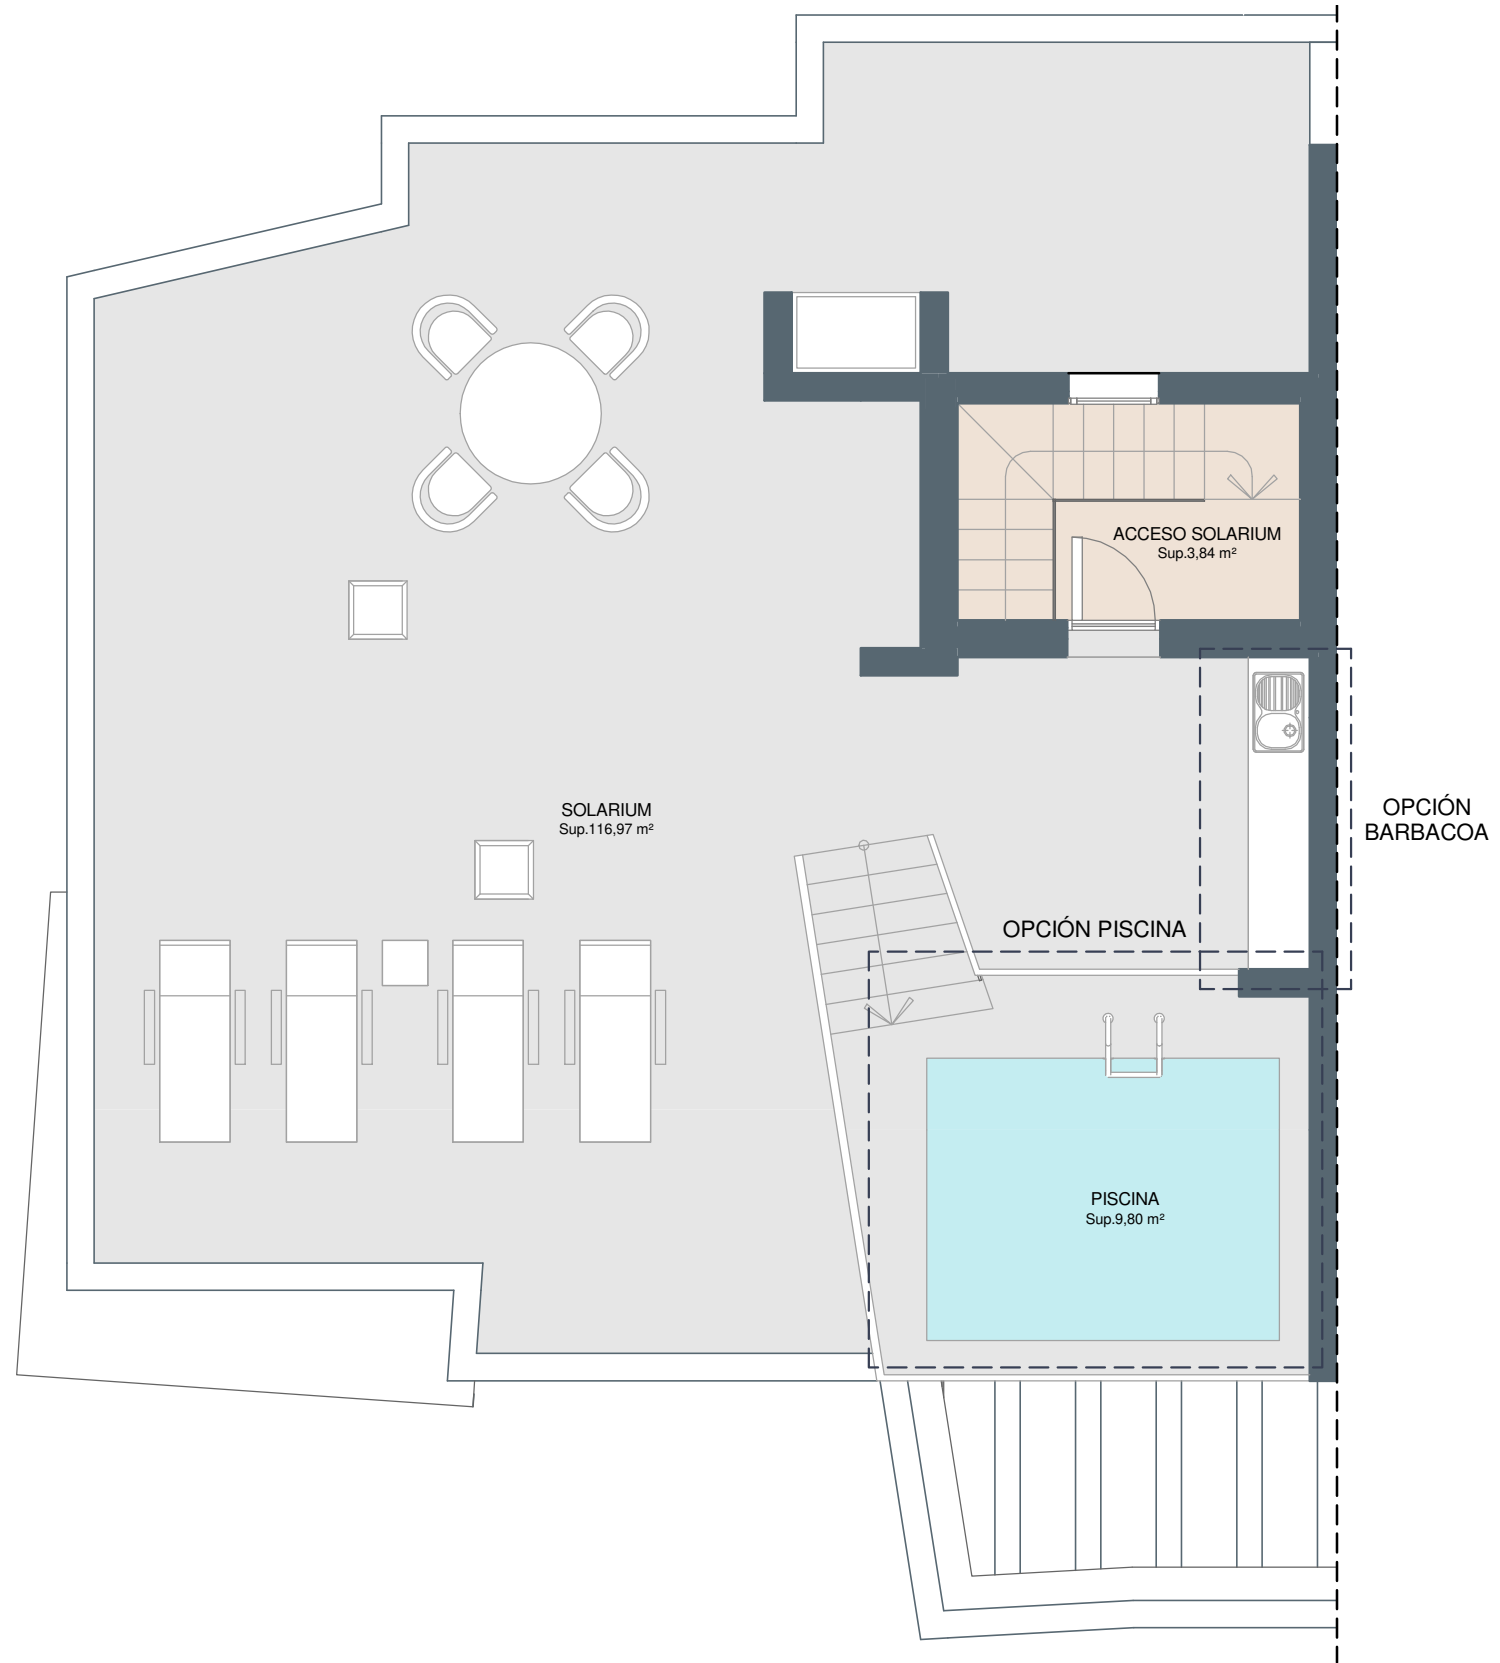 ACCESO SOLARIUM
Sup.3,84 m²
SOLARIUM
Sup.116,97 m²
OPCIÓN
BARBACOA
OPCIÓN PISCINA
PISCINA
Sup.9,80 m²